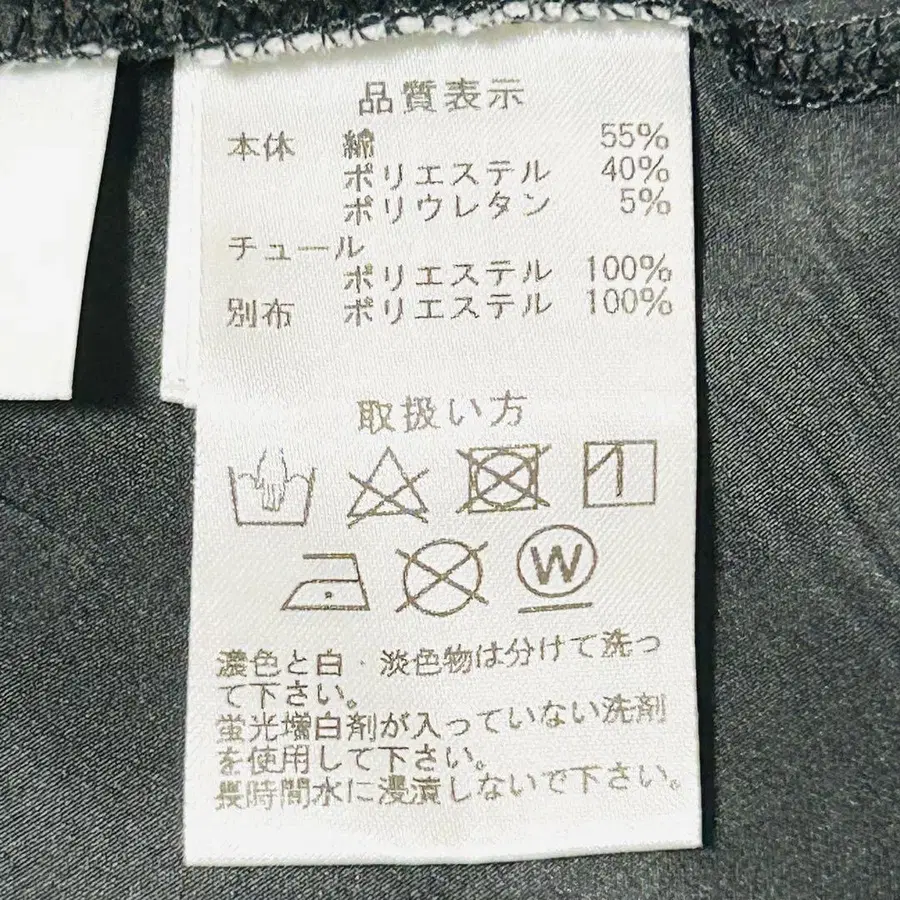 品質表示
本体 綿 55%
ポリエステル 40%
ポリウレタン 5%
チュール
ポリエステル 100%
別布 ポリエステル 100%
取扱い方
W
濃色と白・淡色物は分けて洗っ
て下さい。
蛍光増白剤が入っていない洗剤
を使用して下さい。
長時間水に浸漬しないで下さい。